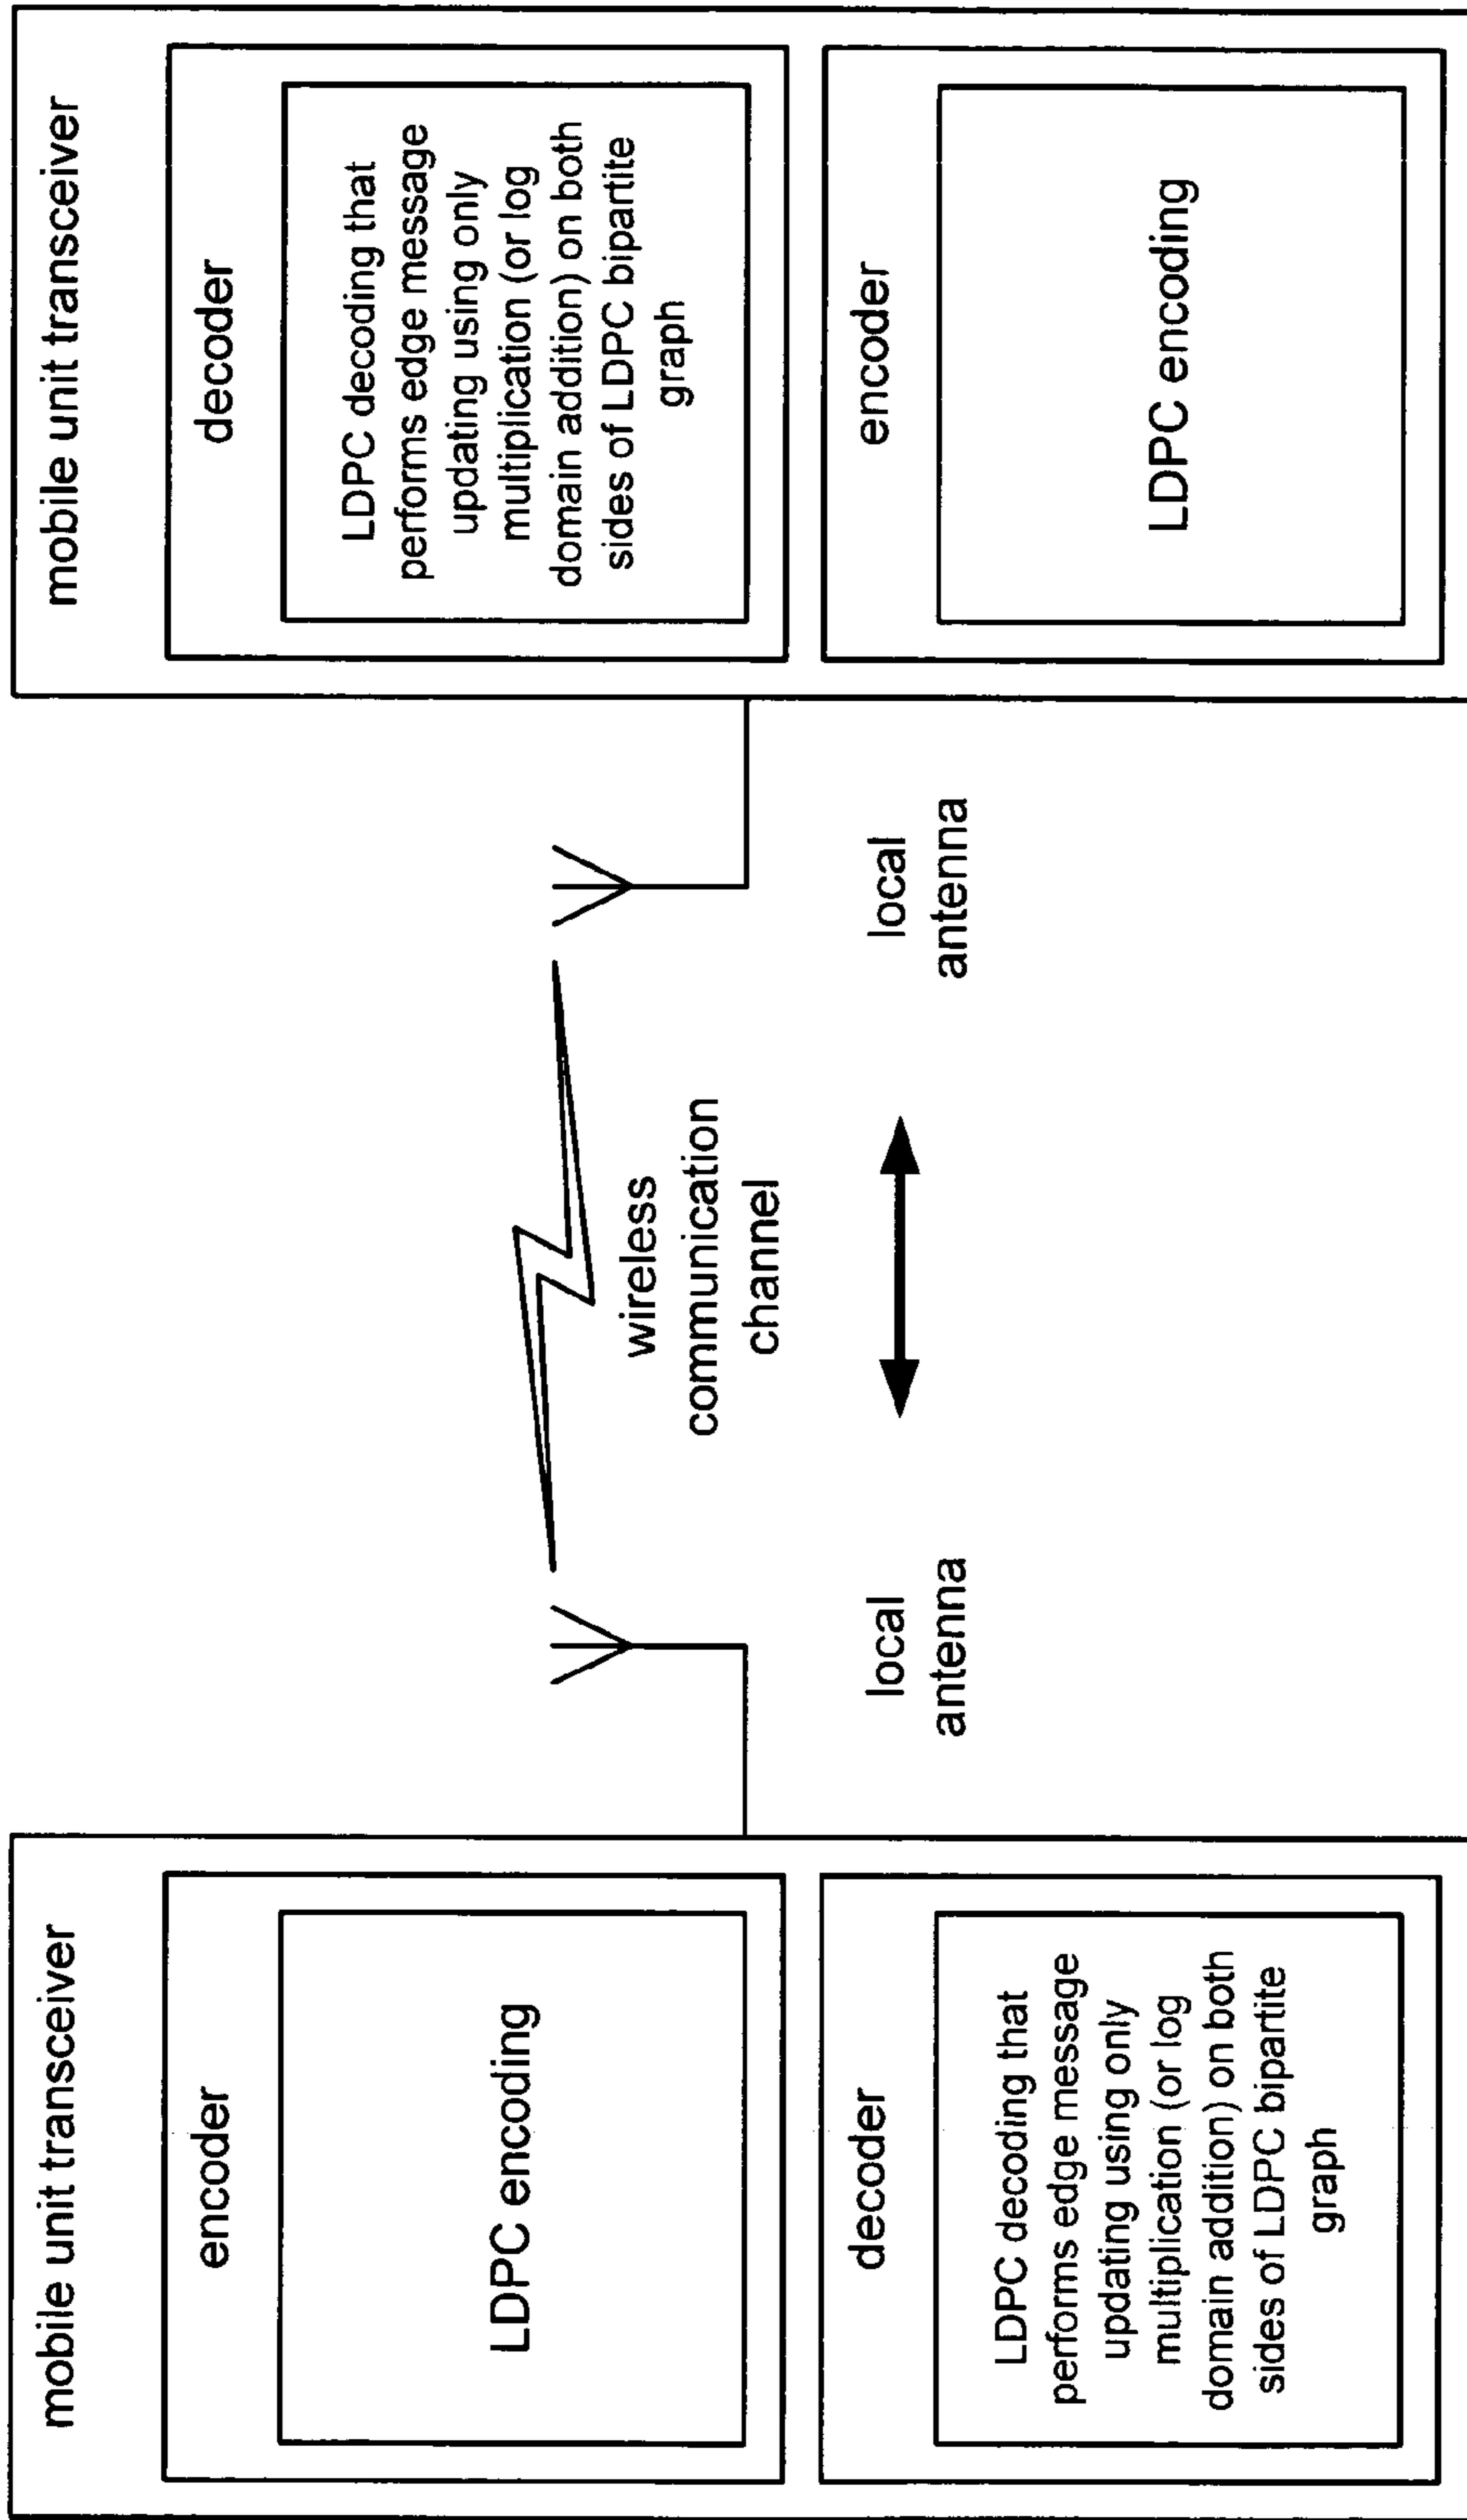 mobile unit transceiver
encoder
LDPC encoding
decoder
LDPC decoding that
performs edge message
updating using only
multiplication (or log
domain addition) on both
sides of LDPC bipartite
graph
local
antenna
wireless
communication
channel
local
antenna
mobile unit transceiver
decoder
LDPC decoding that
performs edge message
updating using only
multiplication (or log
domain addition) on both
sides of LDPC bipartite
graph
encoder
LDPC encoding